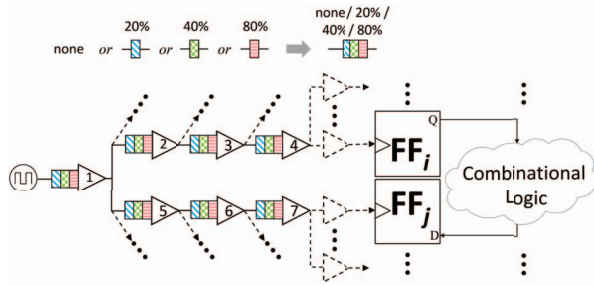 none/ 20% /
40%/ 80%
none or 20% or 40% or 80%
Q
1
2
3
4
FFi
Combinational
Logic
5
6
7
FFj
D